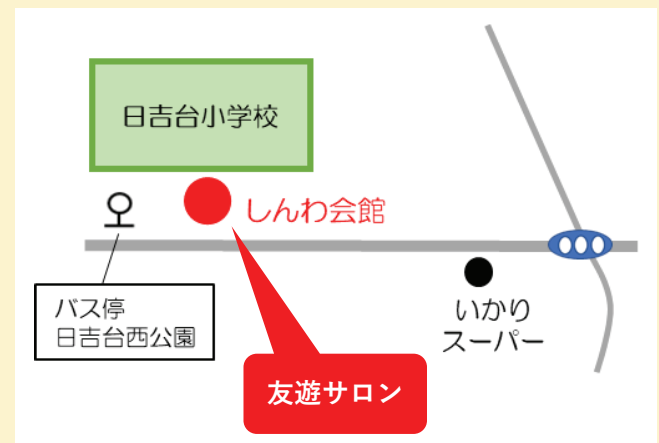 日吉台小学校
しんわ会館
バス停
日吉台西公園
いかり
スーパー
友遊サロン